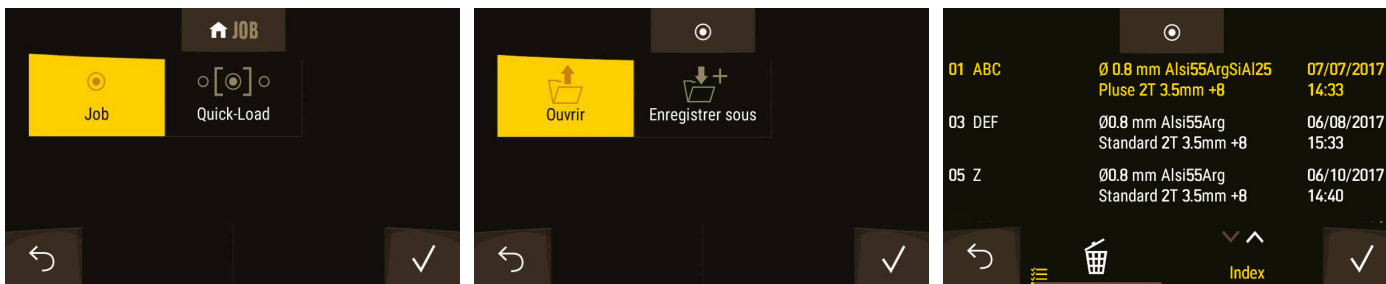 JOB
Job
Quick-Load
Ouvrir
Enregistrer sous
01 ABC Ø 0.8 mm Alsi55ArgSiAl25 07/07/2017
Pluse 2T 3.5mm +8 14:33
03 DEF Ø0.8 mm Alsi55Arg 06/08/2017
Standard 2T 3.5mm +8 15:33
05 Z Ø0.8 mm Alsi55Arg 06/10/2017
Standard 2T 3.5mm +8 14:40
Index